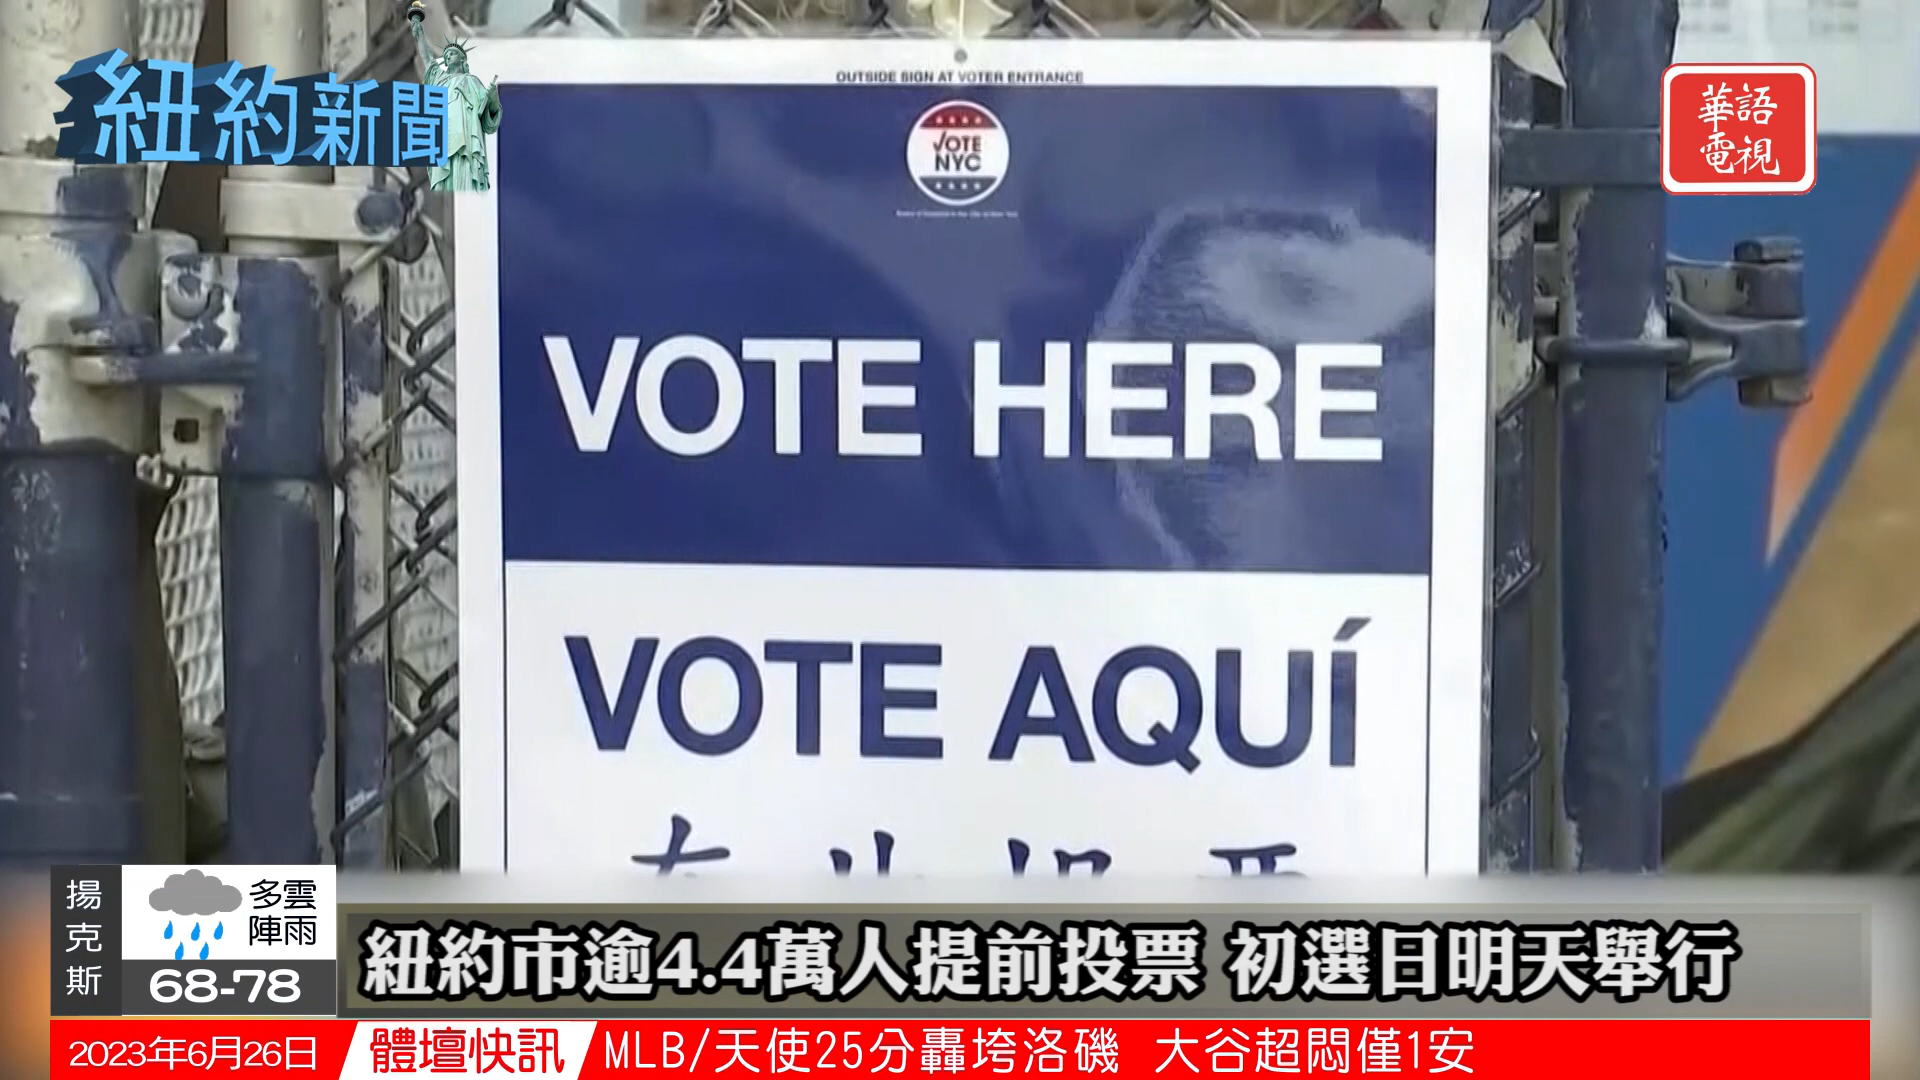 紐約新聞
華語
電視
OUTSIDE SIGN AT VOTER ENTRANCE
VOTE
NYC
VOTE HERE
VOTE AQUÍ
揚克斯
多雲
陣雨
68-78
紐約市逾4.4萬人提前投票 初選日明天舉行
2023年6月26日
體壇快訊
MLB/天使25分轟垮洛磯 大谷超悶僅1安